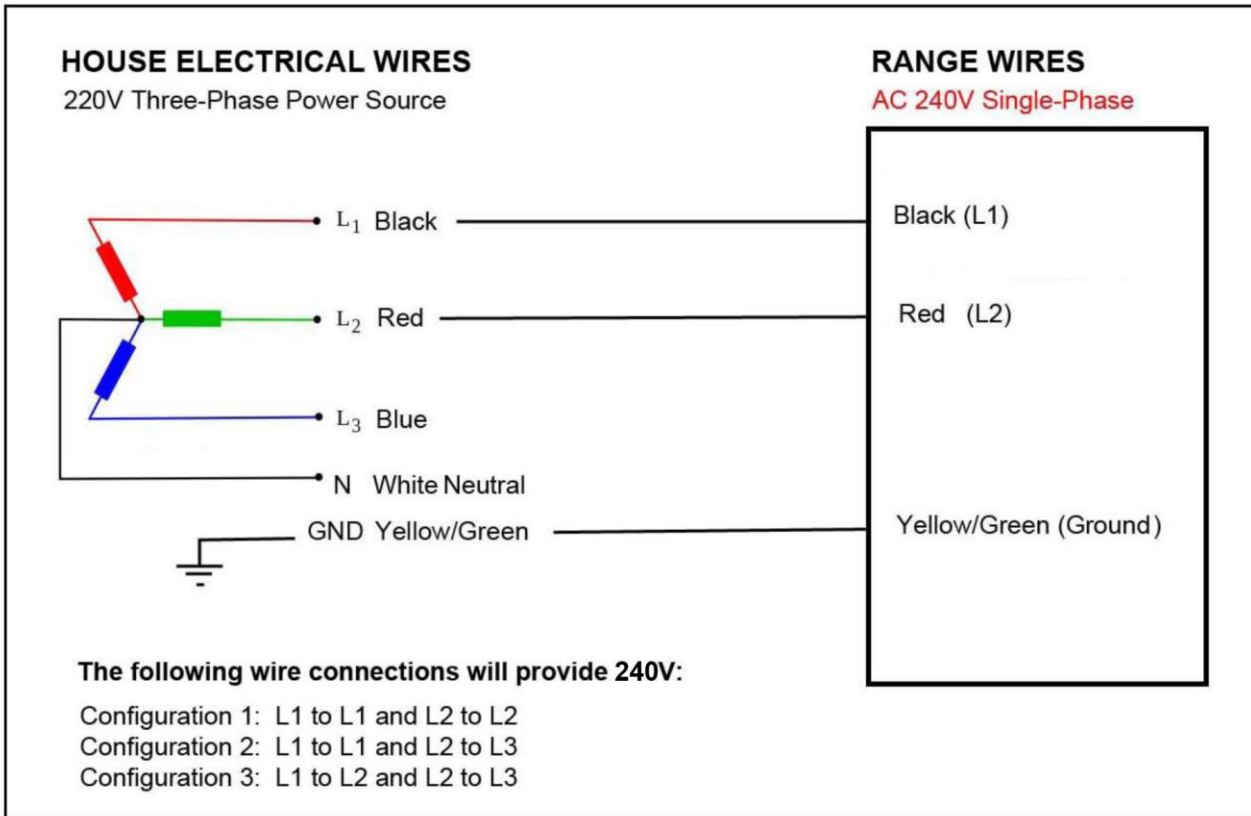 HOUSE ELECTRICAL WIRES
220V Three-Phase Power Source
RANGE WIRES
AC 240V Single-Phase
L1 Black
Black (L1)
L2 Red
Red (L2)
L3 Blue
N White Neutral
GND Yellow/Green
Yellow/Green (Ground)
The following wire connections will provide 240V:
Configuration 1: L1 to L1 and L2 to L2
Configuration 2: L1 to L1 and L2 to L3
Configuration 3: L1 to L2 and L2 to L3